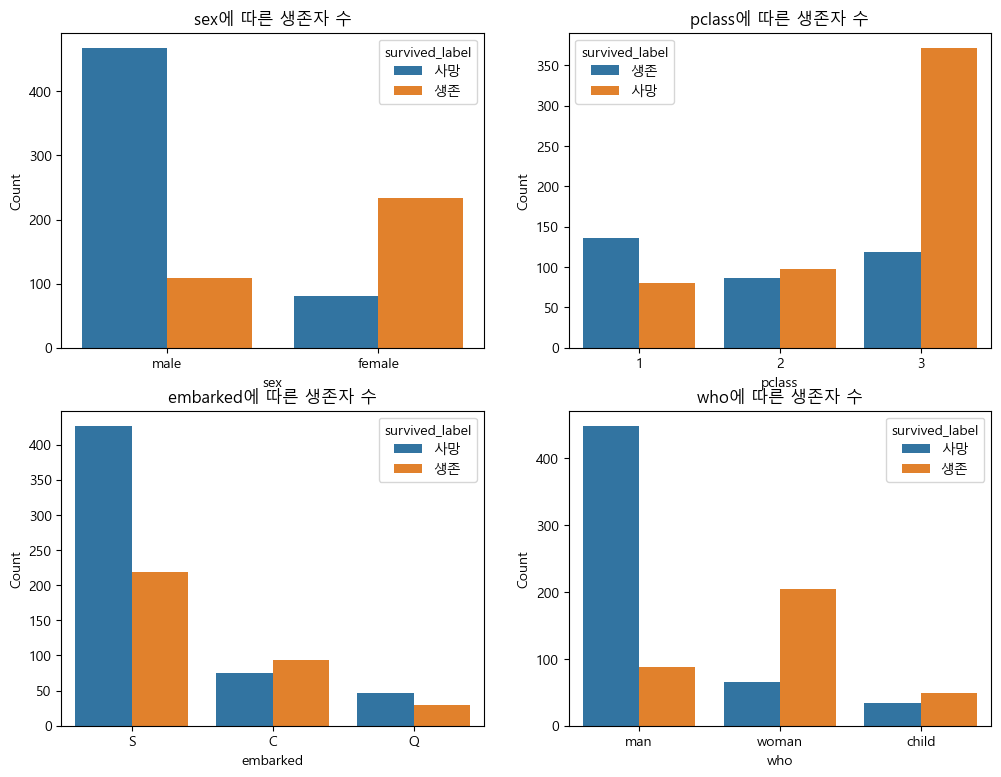 sex에 따른 생존자 수
survived_label
사망
생존
400
300
200
100
0
Count
male
female
sex
pclass에 따른 생존자 수
survived_label
생존
사망
350
300
250
200
150
100
50
0
Count
1
2
3
pclass
embarked에 따른 생존자 수
survived_label
사망
생존
400
350
300
250
200
150
100
50
0
Count
S
C
Q
embarked
who에 따른 생존자 수
survived_label
사망
생존
400
300
200
100
0
Count
man
woman
child
who